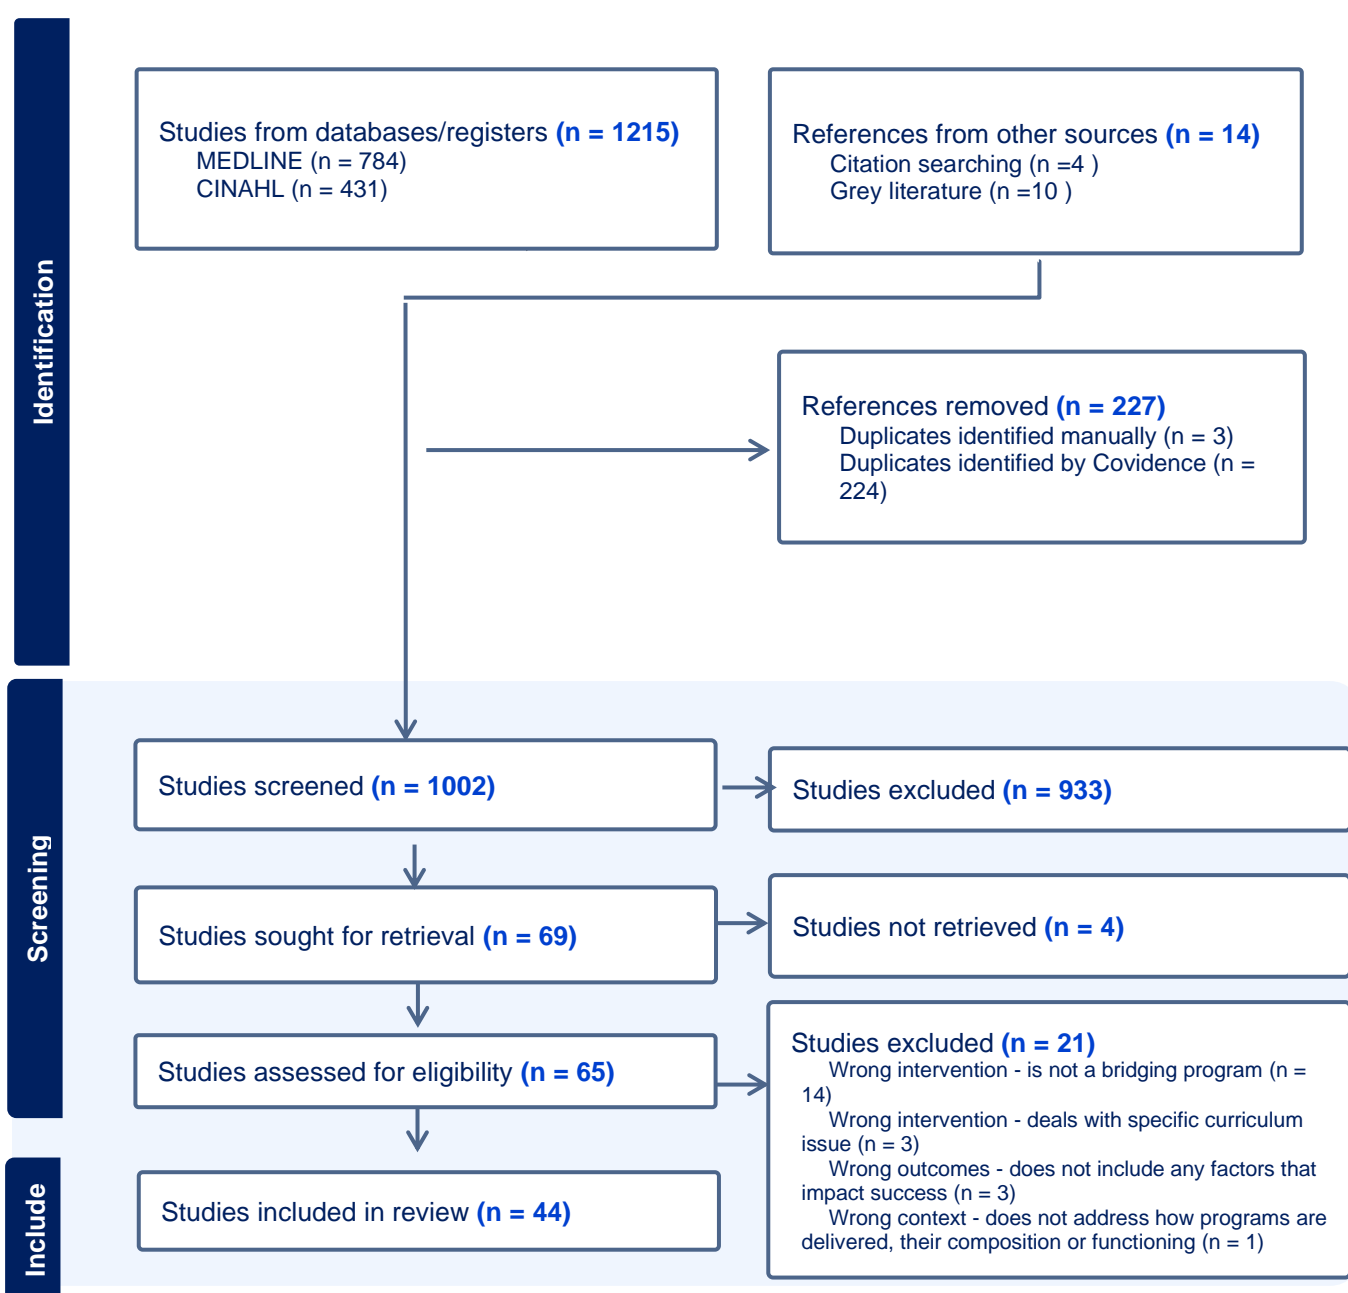 Identification
Studies from databases/registers (n = 1215)
MEDLINE (n = 784)
CINAHL (n = 431)
References from other sources (n = 14)
Citation searching (n =4 )
Grey literature (n =10 )
References removed (n = 227)
Duplicates identified manually (n = 3)
Duplicates identified by Covidence (n =
224)
Screening
Studies screened (n = 1002)
Studies excluded (n = 933)
Studies sought for retrieval (n = 69)
Studies not retrieved (n = 4)
Studies assessed for eligibility (n = 65)
Studies excluded (n = 21)
Wrong intervention - is not a bridging program (n =
14)
Wrong intervention - deals with specific curriculum
issue (n = 3)
Wrong outcomes - does not include any factors that
impact success (n = 3)
Wrong context - does not address how programs are
delivered, their composition or functioning (n = 1)
Include
Studies included in review (n = 44)